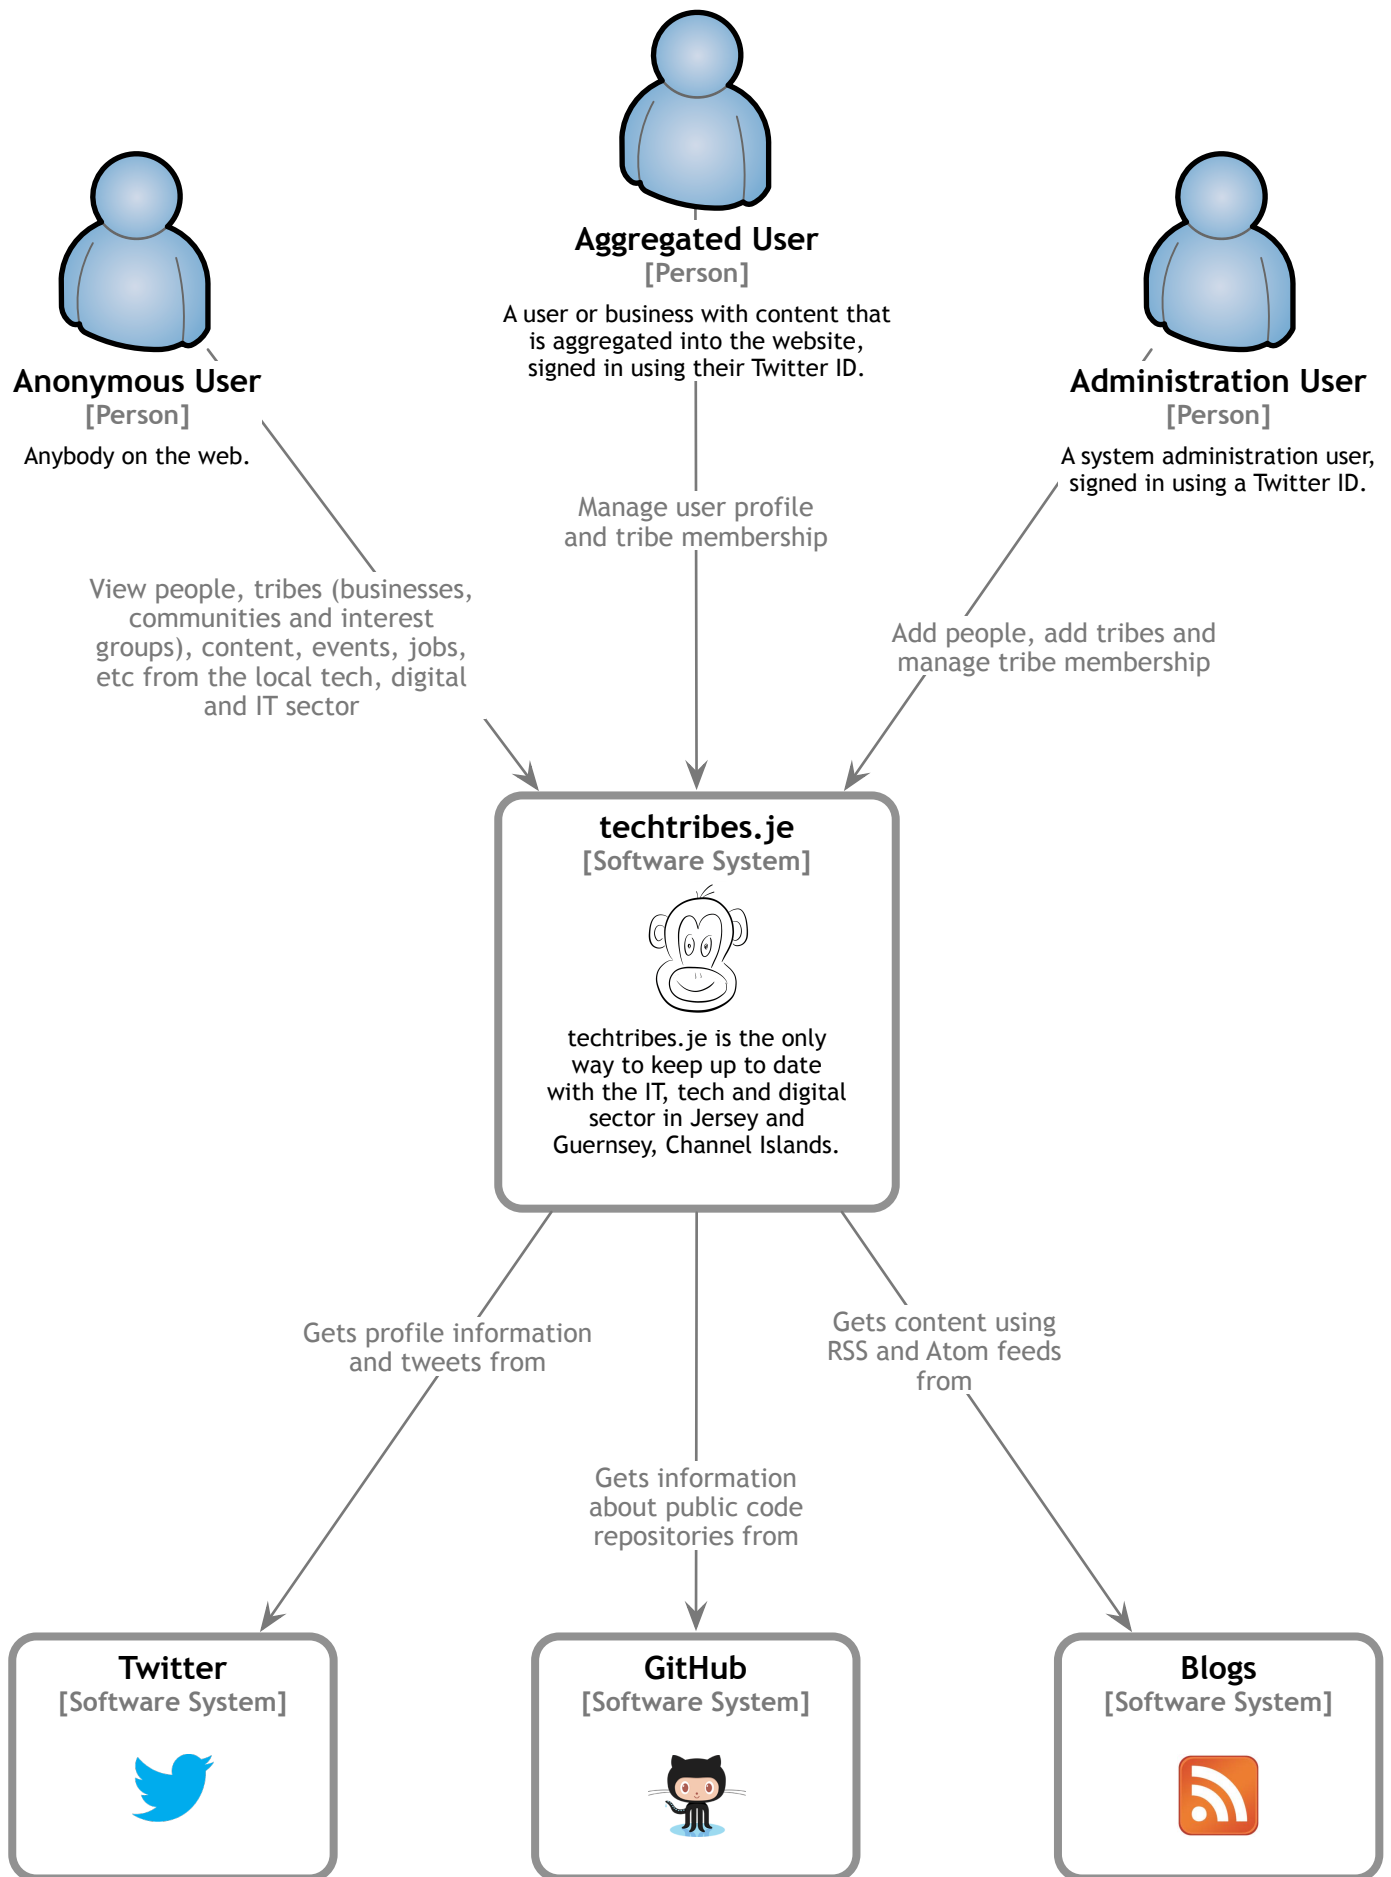 Aggregated User
[Person]
A user or business with content that
is aggregated into the website,
signed in using their Twitter ID.
Anonymous User
[Person]
Anybody on the web.
Administration User
[Person]
A system administration user,
signed in using a Twitter ID.
Manage user profile
and tribe membership
View people, tribes (businesses,
communities and interest
groups), content, events, jobs,
etc from the local tech, digital
and IT sector
Add people, add tribes and
manage tribe membership
techtribes.je
[Software System]
techtribes.je is the only
way to keep up to date
with the IT, tech and digital
sector in Jersey and
Guernsey, Channel Islands.
Gets profile information
and tweets from
Gets content using
RSS and Atom feeds
from
Gets information
about public code
repositories from
Twitter
[Software System]
GitHub
[Software System]
Blogs
[Software System]